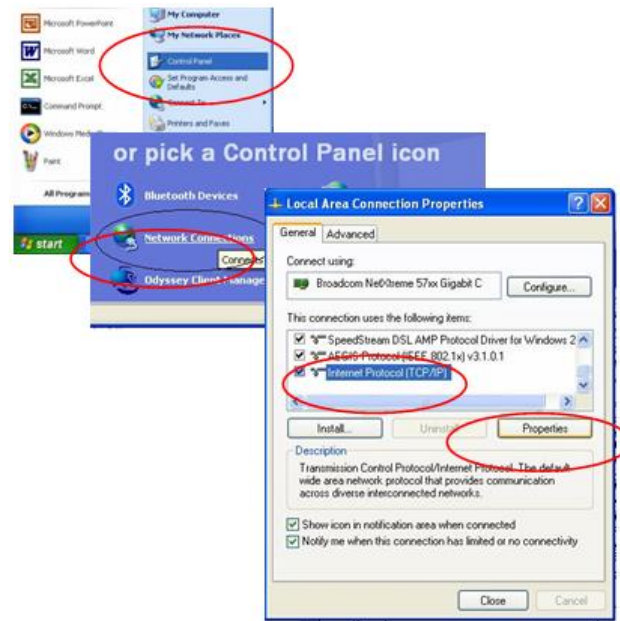 My Computer
Microsoft PowerPoint
My Network Places
Microsoft Word
Control Panel
Microsoft Excel
Set Program Access and
Defaults
Command Prompt
Connect To
Printers and Faxes
Windows Media
Paint
All Program
start
or pick a Control Panel icon
Bluetooth Devices
Network Connections
Connects
Odyssey Client Manage
Local Area Connection Properties
General
Advanced
Connect using:
Broadcom NetXtreme 57xx Gigabit C
Configure...
This connection uses the following items:
SpeedStream DSL AMP Protocol Driver for Windows 2
AEGIS Protocol (IEEE 802.1x) v3.1.0.1
Internet Protocol (TCP/IP)
Install...
Uninstall
Properties
Description
Transmission Control Protocol/Internet Protocol. The default
wide area network protocol that provides communication
across diverse interconnected networks.
Show icon in notification area when connected
Notify me when this connection has limited or no connectivity
Close
Cancel